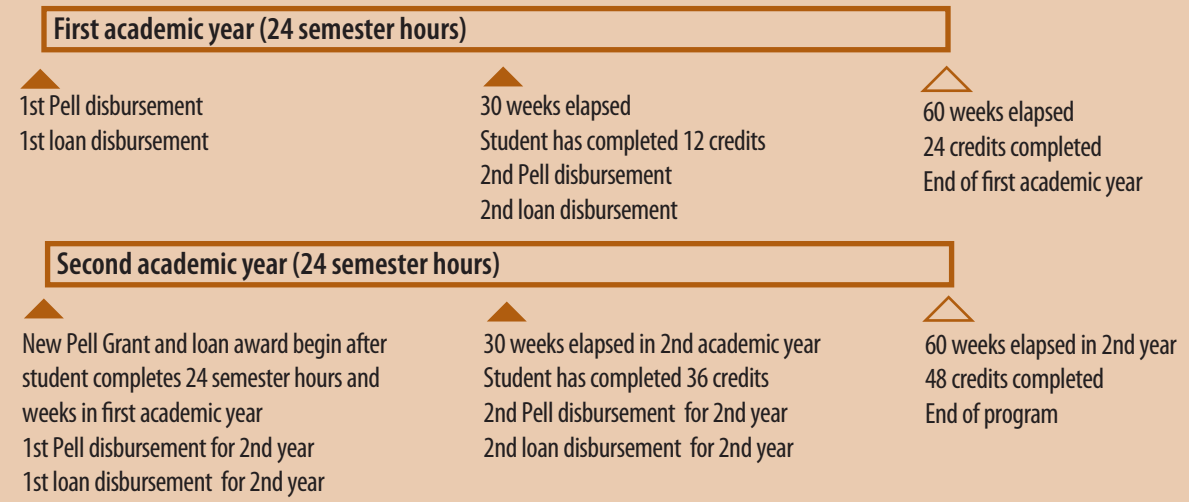 First academic year (24 semester hours)
1st Pell disbursement
1st loan disbursement
30 weeks elapsed
Student has completed 12 credits
2nd Pell disbursement
2nd loan disbursement
60 weeks elapsed
24 credits completed
End of first academic year
Second academic year (24 semester hours)
New Pell Grant and loan award begin after
student completes 24 semester hours and
weeks in first academic year
1st Pell disbursement for 2nd year
1st loan disbursement  for 2nd year
30 weeks elapsed in 2nd academic year
Student has completed 36 credits
2nd Pell disbursement  for 2nd year
2nd loan disbursement  for 2nd year
60 weeks elapsed in 2nd year
48 credits completed
End of program